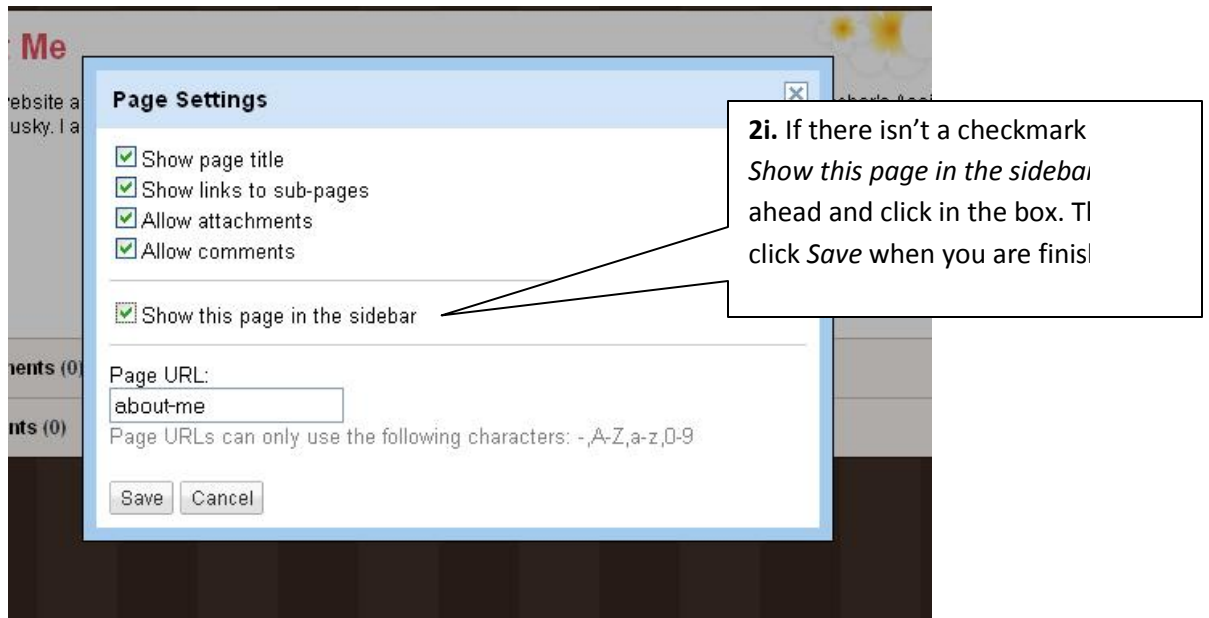 Me
ebsite a
usky. I a
Page Settings
Show page title
Show links to sub-pages
Allow attachments
Allow comments
Show this page in the sidebar
Page URL:
about-me
Page URLs can only use the following characters: -,A-Z,a-z,0-9
Save Cancel
2i. If there isn’t a checkmark
Show this page in the sidebar
ahead and click in the box. Th
click Save when you are finish
ents (0)
nts (0)